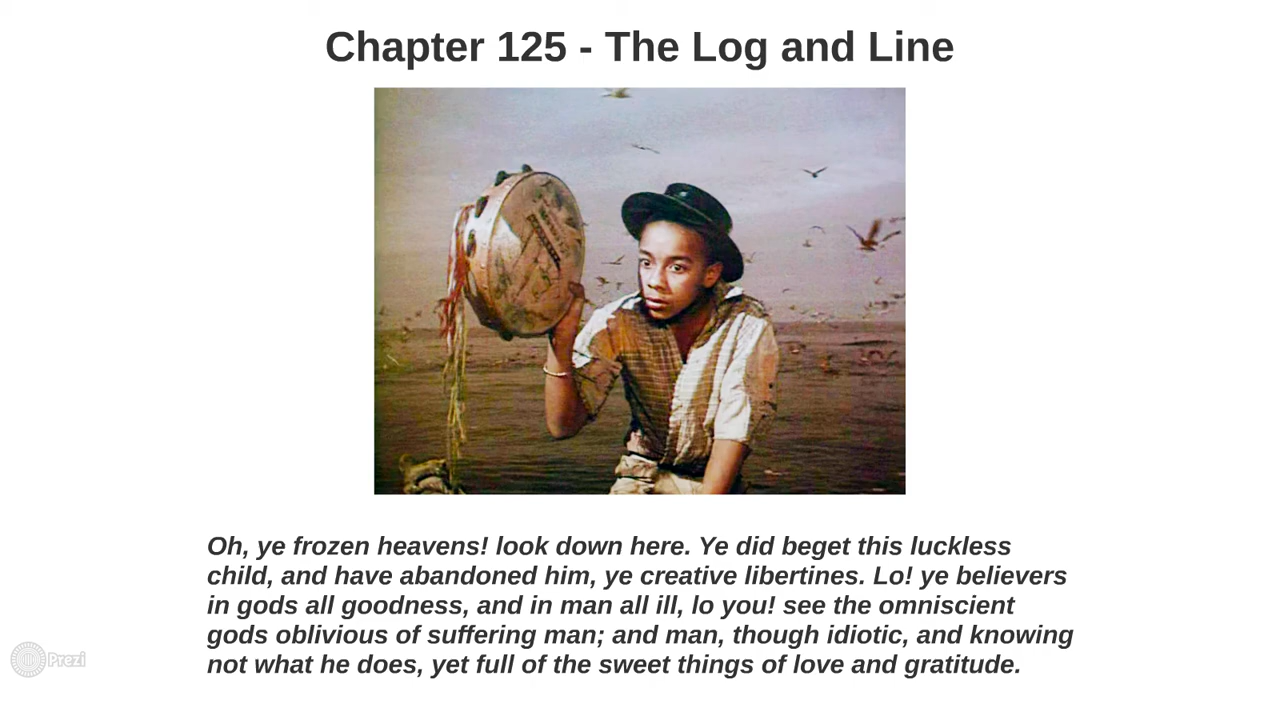 Chapter 125 - The Log and Line
Oh, ye frozen heavens! look down here. Ye did beget this luckless
child, and have abandoned him, ye creative libertines. Lo! ye believers
in gods all goodness, and in man all ill, lo you! see the omniscient
gods oblivious of suffering man; and man, though idiotic, and knowing
not what he does, yet full of the sweet things of love and gratitude.
Prezi